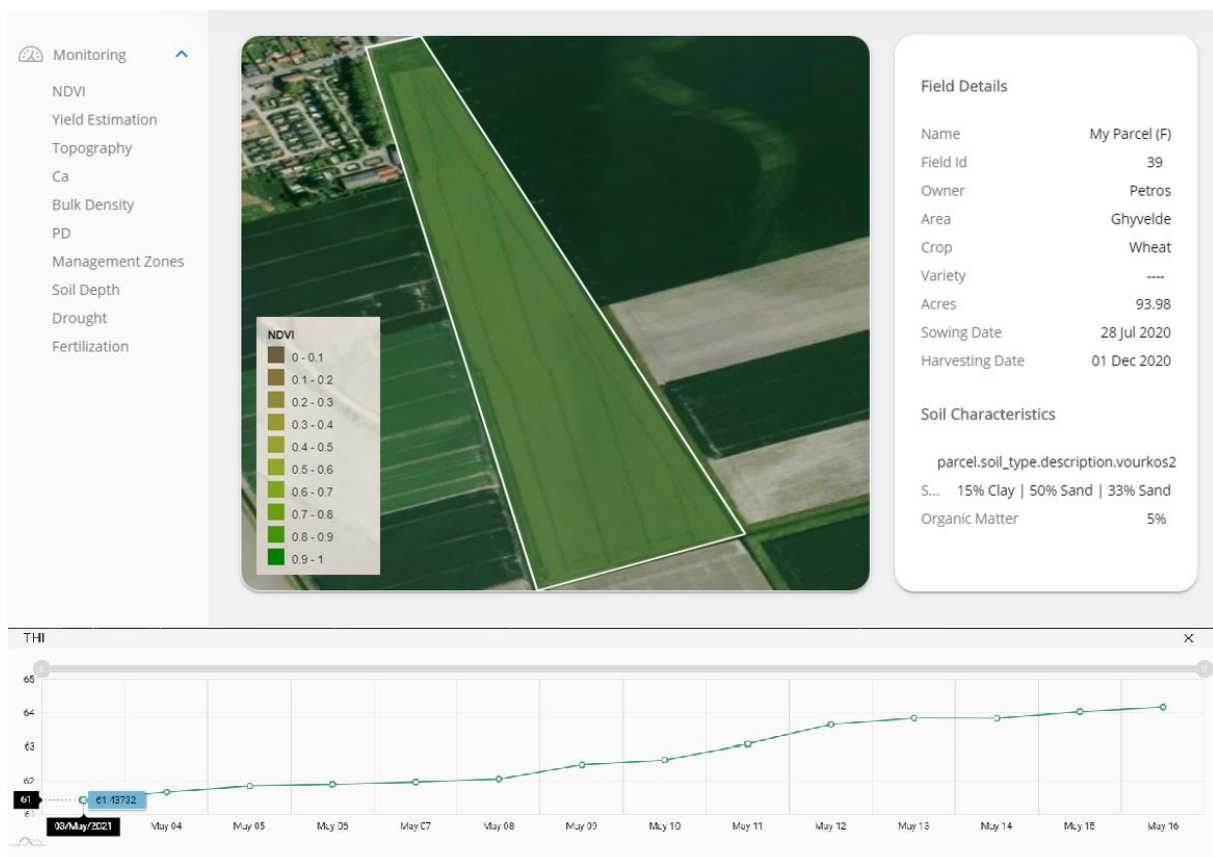 Monitoring
NDVI
Yield Estimation
Topography
Ca
Bulk Density
PD
Management Zones
Soil Depth
Drought
Fertilization
NDVI
0 - 0.1
0.1 - 0.2
0.2 - 0.3
0.3 - 0.4
0.4 - 0.5
0.5 - 0.6
0.6 - 0.7
0.7 - 0.8
0.8 - 0.9
0.9 - 1
Field Details
Name My Parcel (F)
Field Id 39
Owner Petros
Area Ghyvelde
Crop Wheat
Variety ----
Acres 93.98
Sowing Date 28 Jul 2020
Harvesting Date 01 Dec 2020
Soil Characteristics
parcel.soil_type.description.vourkos2
S... 15% Clay | 50% Sand | 33% Sand
Organic Matter 5%
THI
65
64
63
62
61
61
61.43732
03/May/2021 May 04 May 05 May 06 May 07 May 08 May 09 May 10 May 11 May 12 May 13 May 14 May 15 May 16